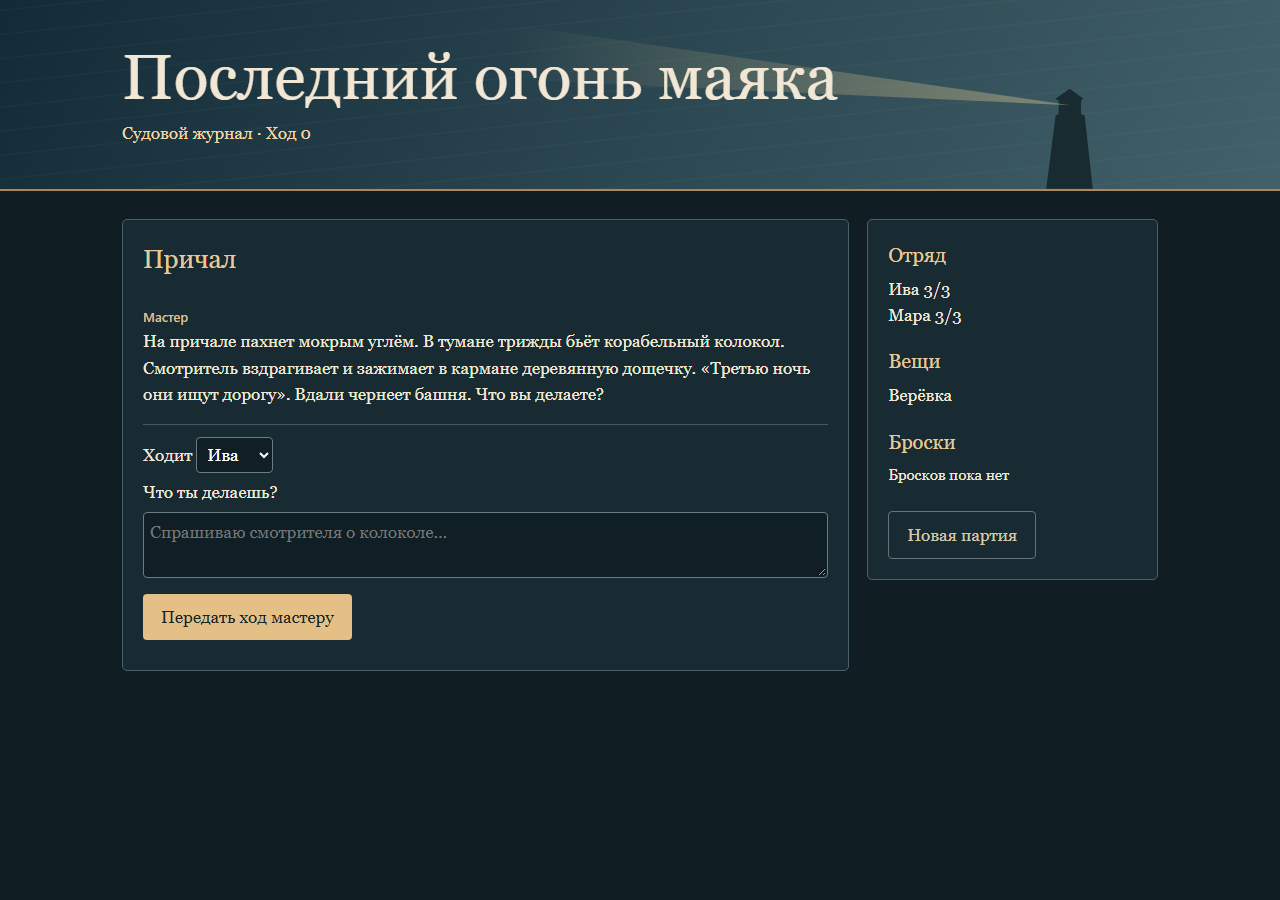 Последний огонь маяка
Судовой журнал · Ход 0
Причал
Мастер
На причале пахнет мокрым углём. В тумане трижды бьёт корабельный колокол.
Смотритель вздрагивает и зажимает в кармане деревянную дощечку. «Третью ночь
они ищут дорогу». Вдали чернеет башня. Что вы делаете?
Ходит Ива
Что ты делаешь?
Спрашиваю смотрителя о колоколе...
Передать ход мастеру
Отряд
Ива 3/3
Мара 3/3
Вещи
Верёвка
Броски
Бросков пока нет
Новая партия